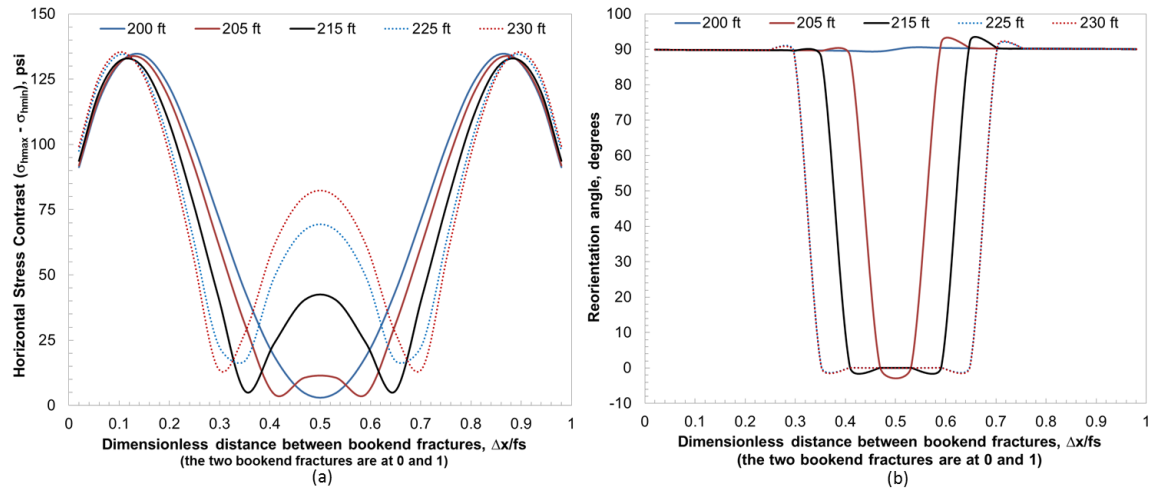 200 ft 205 ft 215 ft 225 ft 230 ft
150
125
100
75
50
25
0
Horizontal Stress Contrast (σhmax - σhmin), psi
0 0.1 0.2 0.3 0.4 0.5 0.6 0.7 0.8 0.9 1
Dimensionless distance between bookend fractures, Δx/fs
(the two bookend fractures are at 0 and 1)
(a)
200 ft 205 ft 215 ft 225 ft 230 ft
100
90
80
70
60
50
40
30
20
10
0
-10
Reorientation angle, degrees
0 0.1 0.2 0.3 0.4 0.5 0.6 0.7 0.8 0.9 1
Dimensionless distance between bookend fractures, Δx/fs
(the two bookend fractures are at 0 and 1)
(b)